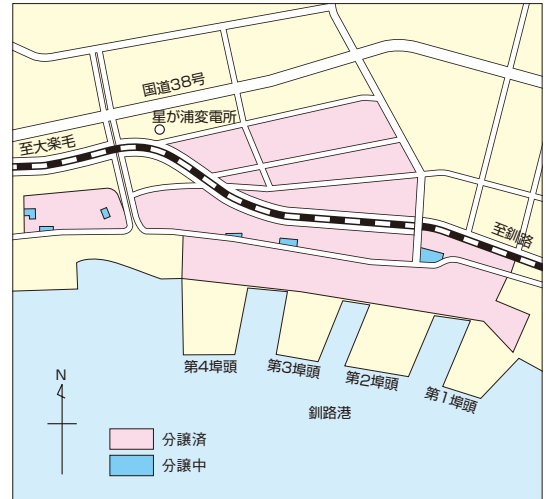 国道38号
星が浦変電所
至大楽毛
至釧路
第4埠頭
第3埠頭
第2埠頭
第1埠頭
釧路港
N
分譲済
分譲中